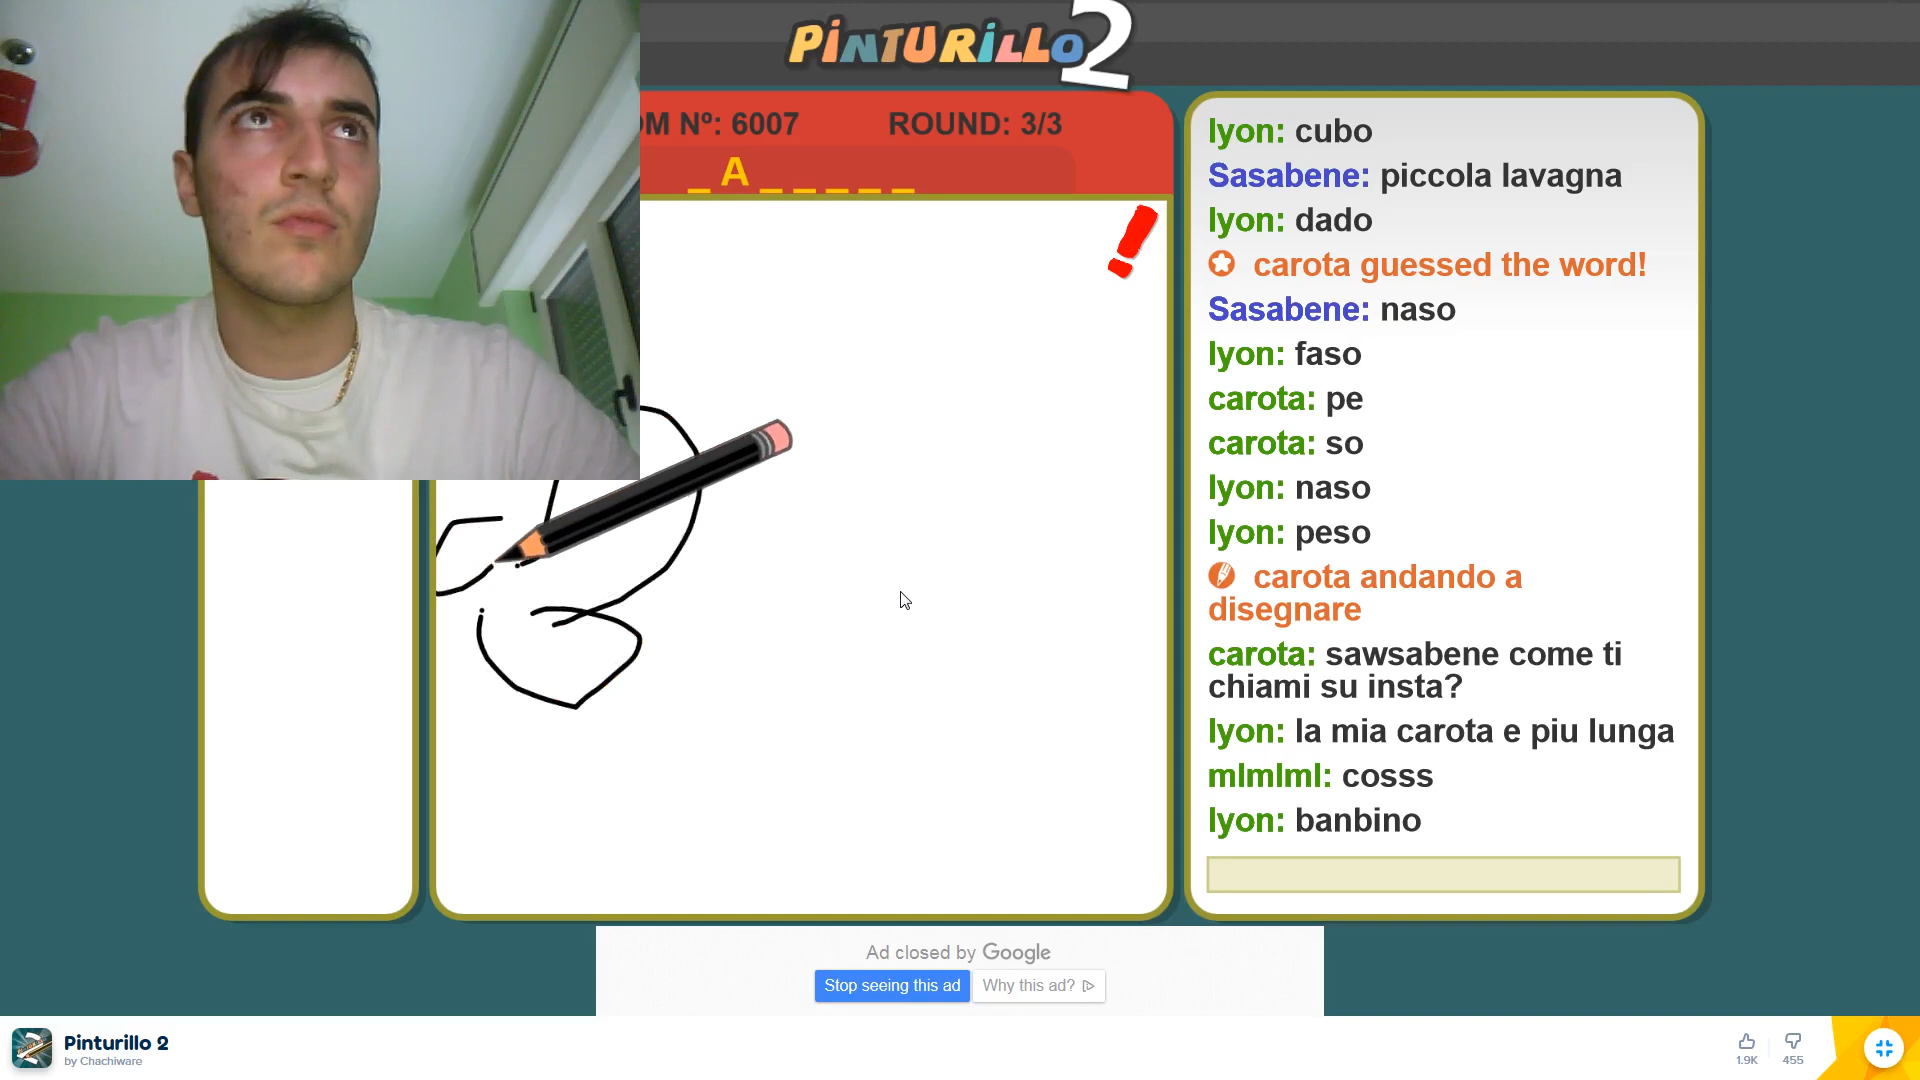 PINTURILLO 2
OM Nº: 6007
ROUND: 3/3
_ A _ _ _ _ _
lyon: cubo
Sasabene: piccola lavagna
lyon: dado
carota guessed the word!
Sasabene: naso
lyon: faso
carota: pe
carota: so
lyon: naso
lyon: peso
carota andando a
disegnare
carota: sawsabene come ti
chiami su insta?
lyon: la mia carota e piu lunga
mlmlml: cosss
lyon: banbino
Ad closed by Google
Stop seeing this ad
Why this ad?
Pinturillo 2
by Chachiware
1.9K
455